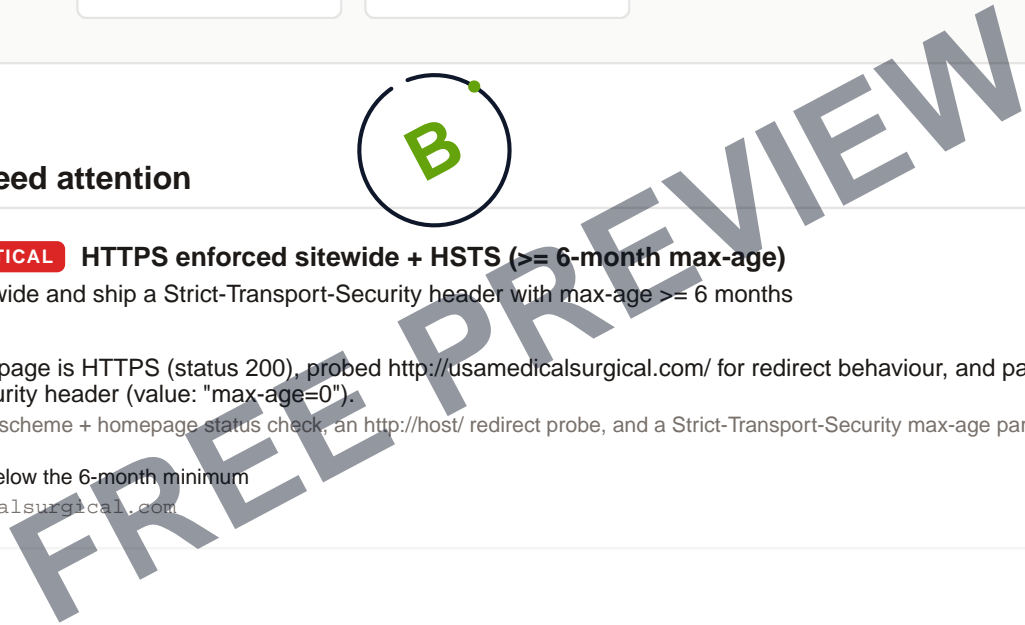 B
eed attention
TICAL HTTPS enforced sitewide + HSTS (>= 6-month max-age)
wide and ship a Strict-Transport-Security header with max-age >= 6 months
page is HTTPS (status 200), probed http://usamedicalsurgical.com/ for redirect behaviour, and pa
urity header (value: "max-age=0").
scheme + homepage status check, an http://host/ redirect probe, and a Strict-Transport-Security max-age par
elow the 6-month minimum
alsurgical.com
FREE PREVIEW